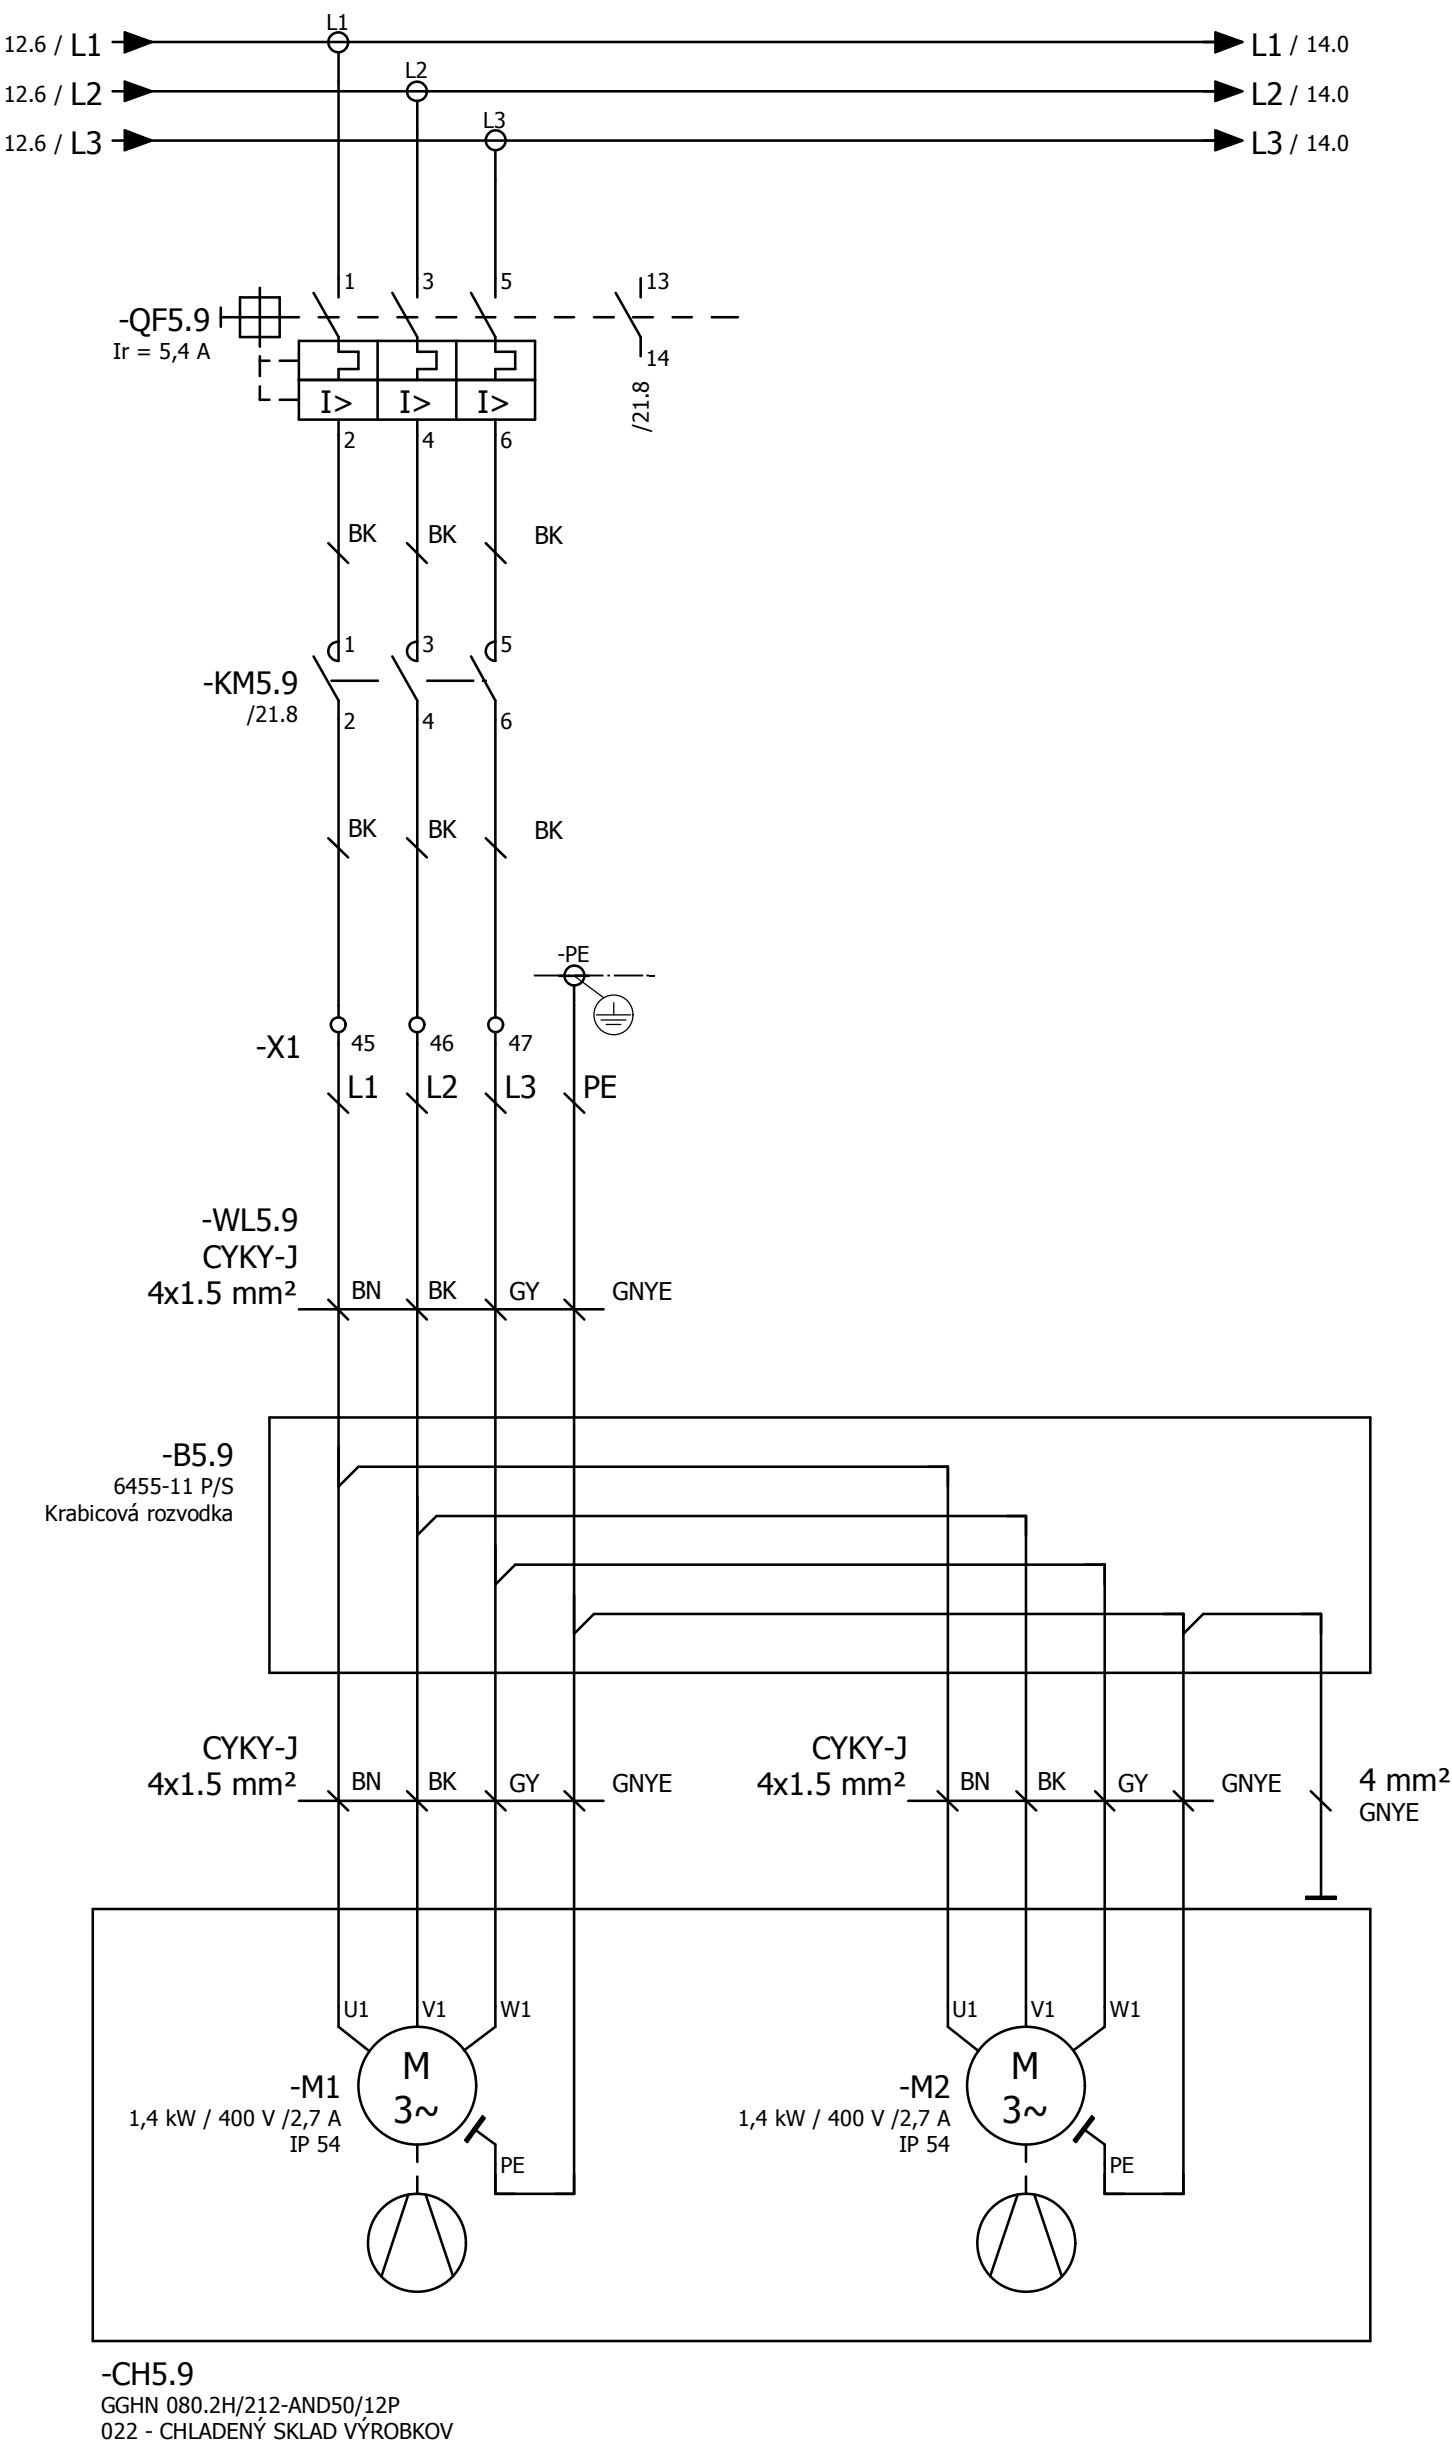 L1
12.6 / L1
L1 / 14.0
L2
12.6 / L2
L2 / 14.0
L3
12.6 / L3
L3 / 14.0
1
3
5
13
-QF5.9
Ir = 5,4 A
14
/21.8
I>
I>
I>
2
4
6
BK
BK
BK
1
3
5
-KM5.9
/21.8
2
4
6
BK
BK
BK
-PE
-X1
45
46
47
L1
L2
L3
PE
-WL5.9
CYKY-J
4x1.5 mm²
BN
BK
GY
GNYE
-B5.9
6455-11 P/S
Krabicová rozvodka
CYKY-J
4x1.5 mm²
BN
BK
GY
GNYE
CYKY-J
4x1.5 mm²
BN
BK
GY
GNYE
4 mm²
GNYE
U1
V1
W1
M
3~
-M1
1,4 kW / 400 V /2,7 A
IP 54
PE
U1
V1
W1
M
3~
-M2
1,4 kW / 400 V /2,7 A
IP 54
PE
-CH5.9
GGHN 080.2H/212-AND50/12P
022 - CHLADENÝ SKLAD VÝROBKOV